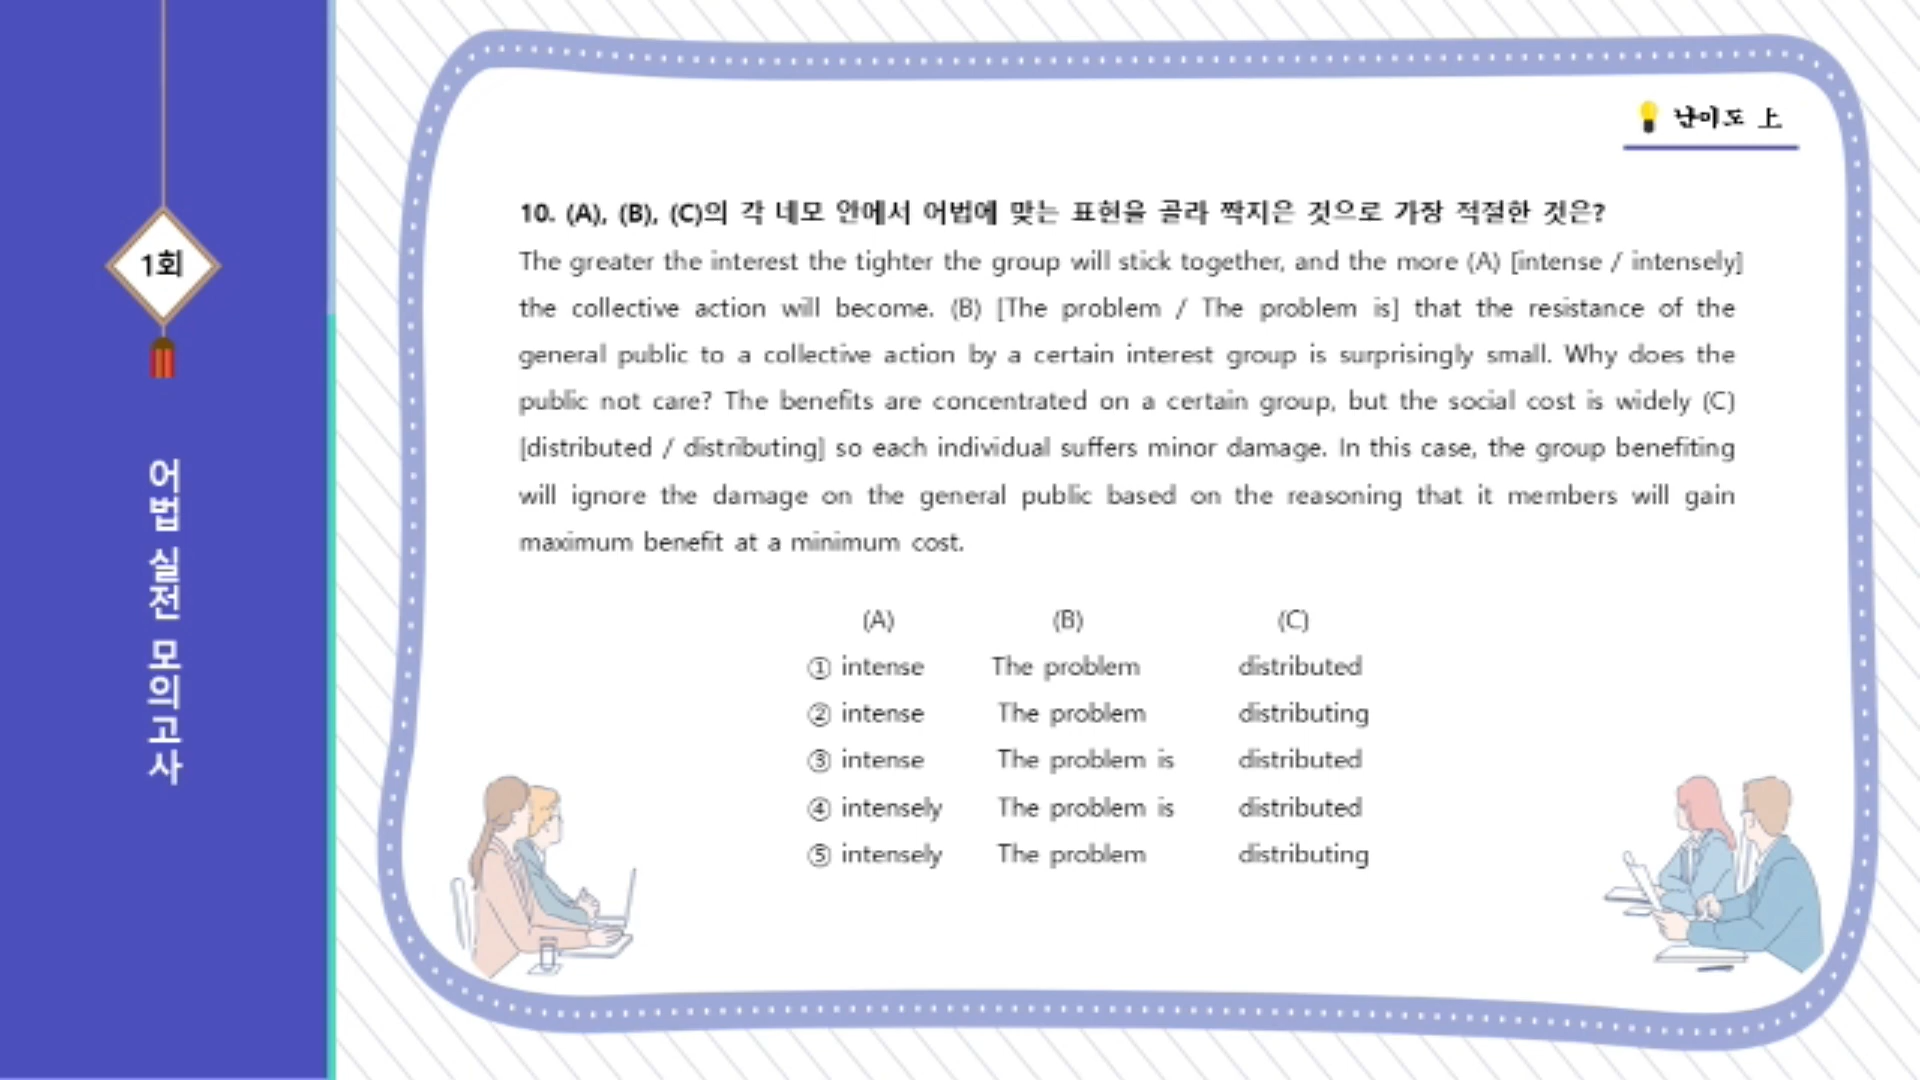 1회
어법 실전 모의고사
난이도 上
10. (A), (B), (C)의 각 네모 안에서 어법에 맞는 표현을 골라 짝지은 것으로 가장 적절한 것은?
The greater the interest the tighter the group will stick together, and the more (A) [intense / intensely]
the collective action will become. (B) [The problem / The problem is] that the resistance of the
general public to a collective action by a certain interest group is surprisingly small. Why does the
public not care? The benefits are concentrated on a certain group, but the social cost is widely (C)
[distributed / distributing] so each individual suffers minor damage. In this case, the group benefiting
will ignore the damage on the general public based on the reasoning that it members will gain
maximum benefit at a minimum cost.
(A) (B) (C)
① intense The problem distributed
② intense The problem distributing
③ intense The problem is distributed
④ intensely The problem is distributed
⑤ intensely The problem distributing